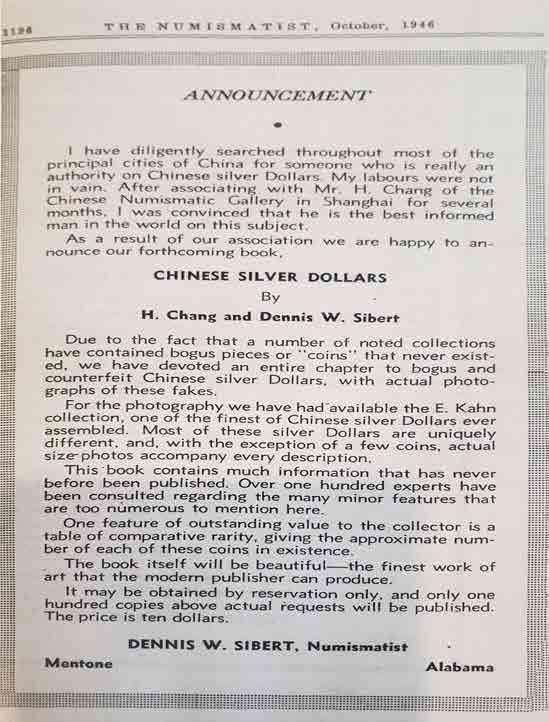 1196 THE NUMISMATIST, October, 1946
ANNOUNCEMENT
•
I have diligently searched throughout most of the
principal cities of China for someone who is really an
authority on Chinese silver Dollars. My labours were not
in vain. After associating with Mr. H. Chang of the
Chinese Numismatic Gallery in Shanghai for several
months, I was convinced that he is the best informed
man in the world on this subject.
As a result of our association we are happy to an-
nounce our forthcoming book,
CHINESE SILVER DOLLARS
By
H. Chang and Dennis W. Sibert
Due to the fact that a number of noted collections
have contained bogus pieces or "coins" that never exist-
ed, we have devoted an entire chapter to bogus and
counterfeit Chinese silver Dollars, with actual photo-
graphs of these fakes.
For the photography we have had available the E. Kahn
collection, one of the finest of Chinese silver Dollars ever
assembled. Most of these silver Dollars are uniquely
different, and, with the exception of a few coins, actual
size photos accompany every description.
This book contains much information that has never
before been published. Over one hundred experts have
been consulted regarding the many minor features that
are too numerous to mention here.
One feature of outstanding value to the collector is a
table of comparative rarity, giving the approximate num-
ber of each of these coins in existence.
The book itself will be beautiful—the finest work of
art that the modern publisher can produce.
It may be obtained by reservation only, and only one
hundred copies above actual requests will be published.
The price is ten dollars.
DENNIS W. SIBERT, Numismatist
Mentone Alabama